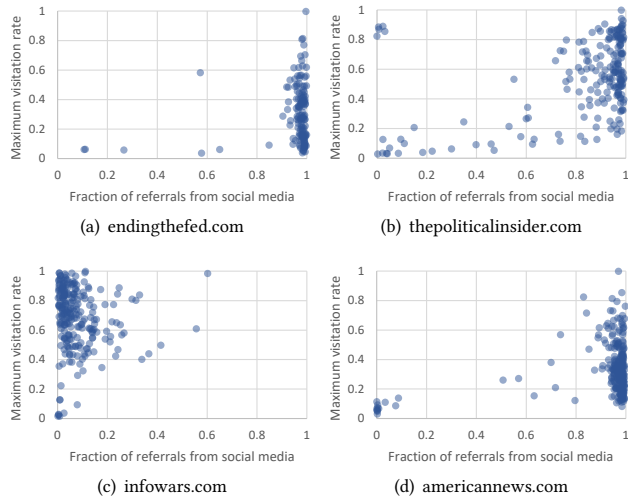 1
0.8
0.6
0.4
0.2
0
Maximum visitation rate
0 0.2 0.4 0.6 0.8 1
Fraction of referrals from social media
(a) endingthefed.com
1
0.8
0.6
0.4
0.2
0
Maximum visitation rate
0 0.2 0.4 0.6 0.8 1
Fraction of referrals from social media
(b) thepoliticalinsider.com
1
0.8
0.6
0.4
0.2
0
Maximum visitation rate
0 0.2 0.4 0.6 0.8 1
Fraction of referrals from social media
(c) infowars.com
1
0.8
0.6
0.4
0.2
0
Maximum visitation rate
0 0.2 0.4 0.6 0.8 1
Fraction of referrals from social media
(d) americannews.com